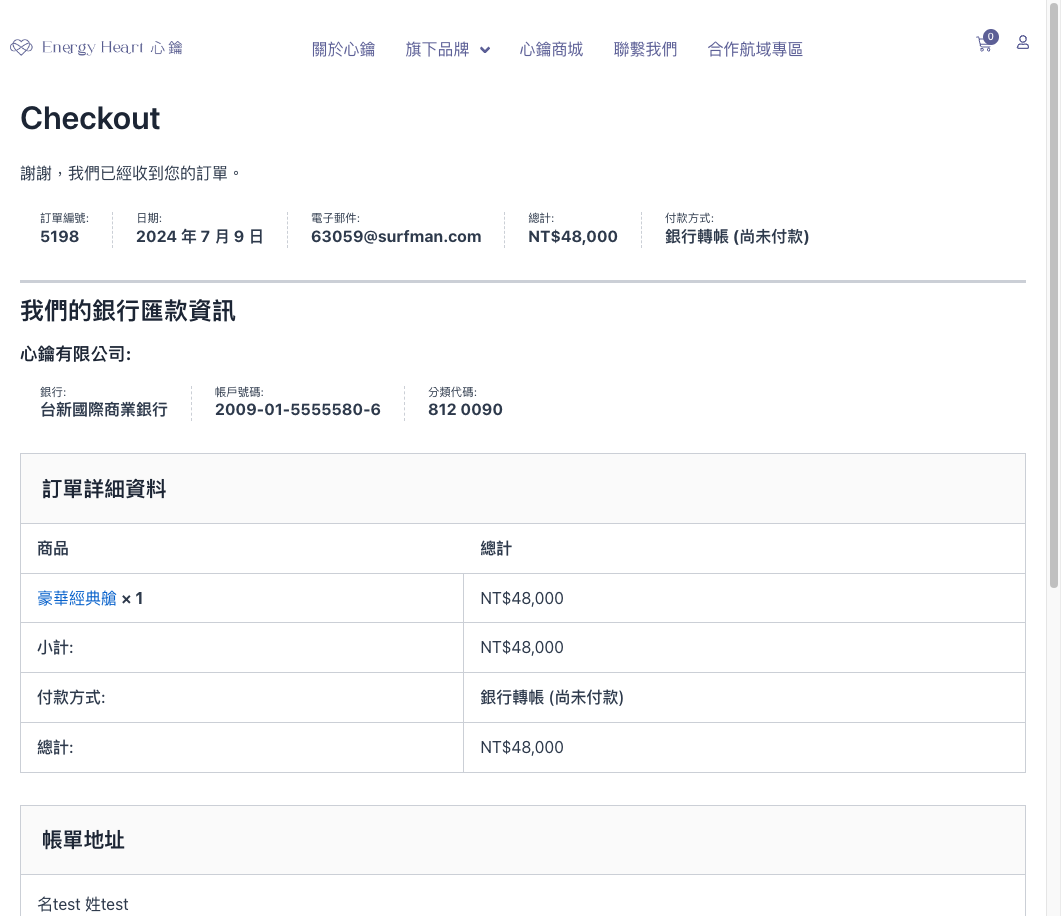 Energy Heart 心鑰
關於心鑰 旗下品牌 心鑰商城 聯繫我們 合作航域專區
0
Checkout
謝謝，我們已經收到您的訂單。
訂單編號: 日期: 電子郵件: 總計: 付款方式:
5198 2024 年 7 月 9 日 63059@surfman.com NT$48,000 銀行轉帳 (尚未付款)
我們的銀行匯款資訊
心鑰有限公司:
銀行: 帳戶號碼: 分類代碼:
台新國際商業銀行 2009-01-5555580-6 812 0090
訂單詳細資料
商品 總計
豪華經典艙 × 1 NT$48,000
小計: NT$48,000
付款方式: 銀行轉帳 (尚未付款)
總計: NT$48,000
帳單地址
名test 姓test